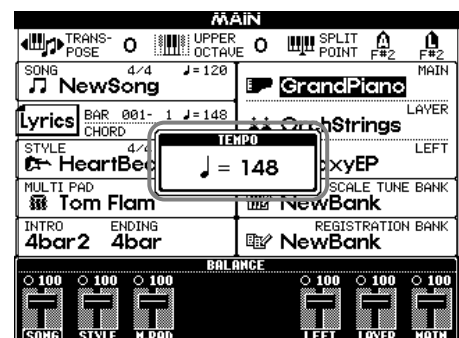 MAIN
TRANS-
POSE 0
UPPER
OCTAVE 0
SPLIT
POINT
A
F#2
L
F#2
SONG 4/4 ♩=120
NewSong
MAIN
GrandPiano
Lyrics
BAR 001- 1 ♩=148
CHORD
LAYER
STYLE
LEFT
TEMPO
♩= 148
MULTI PAD
Tom Flam
SCALE TUNE BANK
NewBank
INTRO ENDING
4bar2 4bar
REGISTRATION BANK
NewBank
BALANCE
100 100 100 100 100 100
SONG STYLE M.PAD LEFT LAYER MAIN